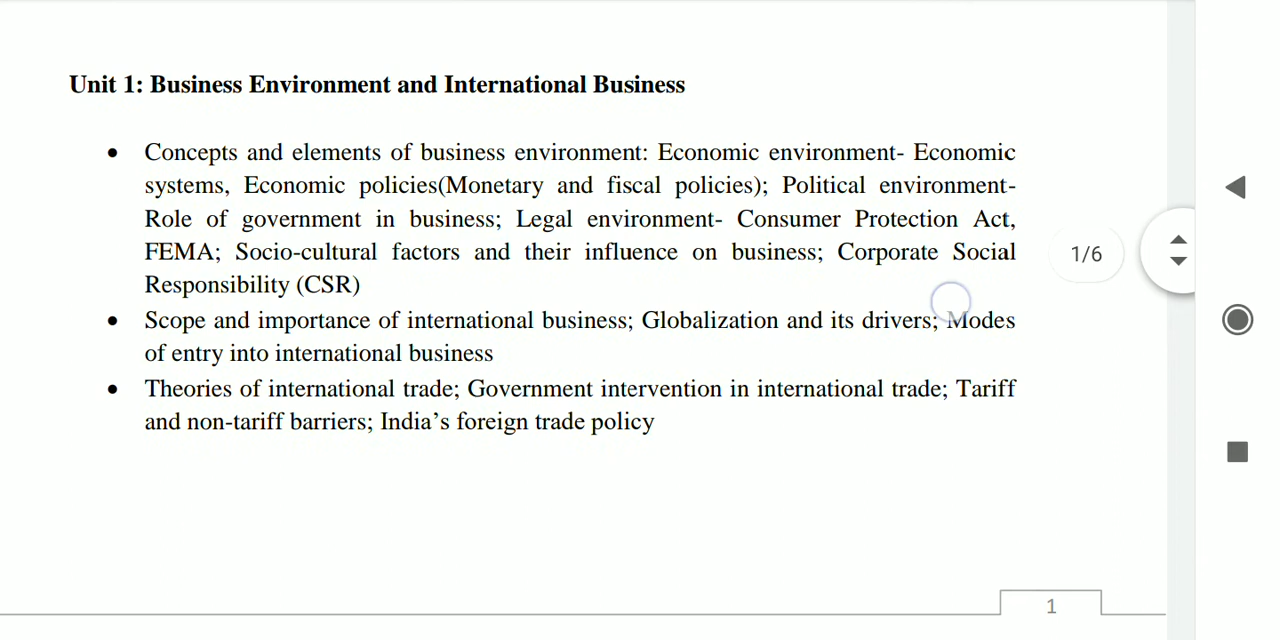 Unit 1: Business Environment and International Business
• Concepts and elements of business environment: Economic environment- Economic
systems, Economic policies(Monetary and fiscal policies); Political environment-
Role of government in business; Legal environment- Consumer Protection Act,
FEMA; Socio-cultural factors and their influence on business; Corporate Social
Responsibility (CSR)
• Scope and importance of international business; Globalization and its drivers; Modes
of entry into international business
• Theories of international trade; Government intervention in international trade; Tariff
and non-tariff barriers; India’s foreign trade policy
1/6
1